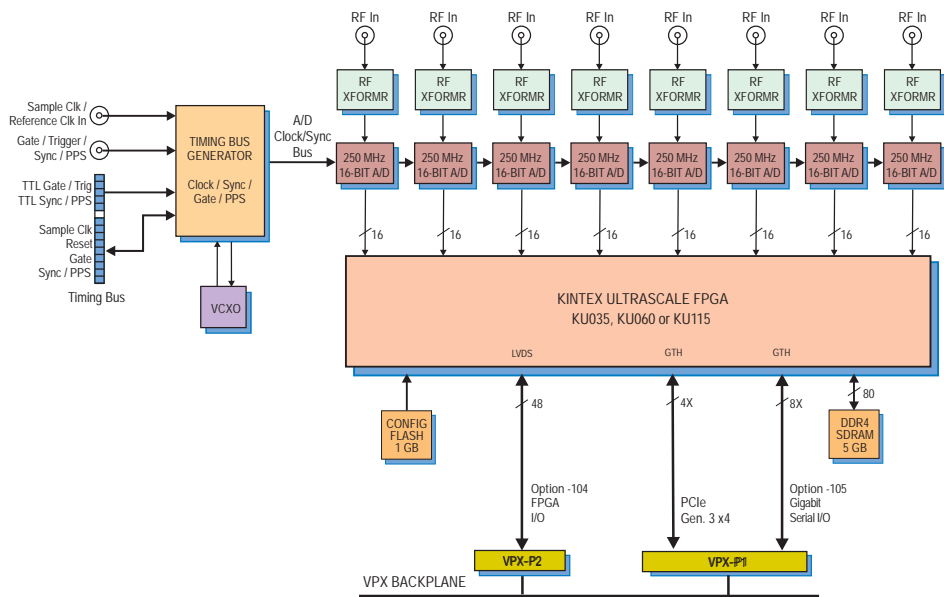 RF In RF In RF In RF In RF In RF In RF In RF In
RF XFORMR
RF XFORMR
RF XFORMR
RF XFORMR
RF XFORMR
RF XFORMR
RF XFORMR
RF XFORMR
Sample Clk /
Reference Clk In
Gate / Trigger /
Sync / PPS
TTL Gate / Trig
TTL Sync / PPS
Sample Clk
Reset
Gate
Sync / PPS
Timing Bus
TIMING BUS
GENERATOR
Clock / Sync /
Gate / PPS
VCXO
A/D
Clock/Sync
Bus
250 MHz
16-BIT A/D
250 MHz
16-BIT A/D
250 MHz
16-BIT A/D
250 MHz
16-BIT A/D
250 MHz
16-BIT A/D
250 MHz
16-BIT A/D
250 MHz
16-BIT A/D
250 MHz
16-BIT A/D
16 16 16 16 16 16 16 16
KINTEX ULTRASCALE FPGA
KU035, KU060 or KU115
LVDS GTH GTH
48 4X 8X 80
CONFIG
FLASH
1 GB
DDR4
SDRAM
5 GB
Option -104
FPGA
I/O
PCIe
Gen. 3 x4
Option -105
Gigabit
Serial I/O
VPX-P2
VPX-P1
VPX BACKPLANE